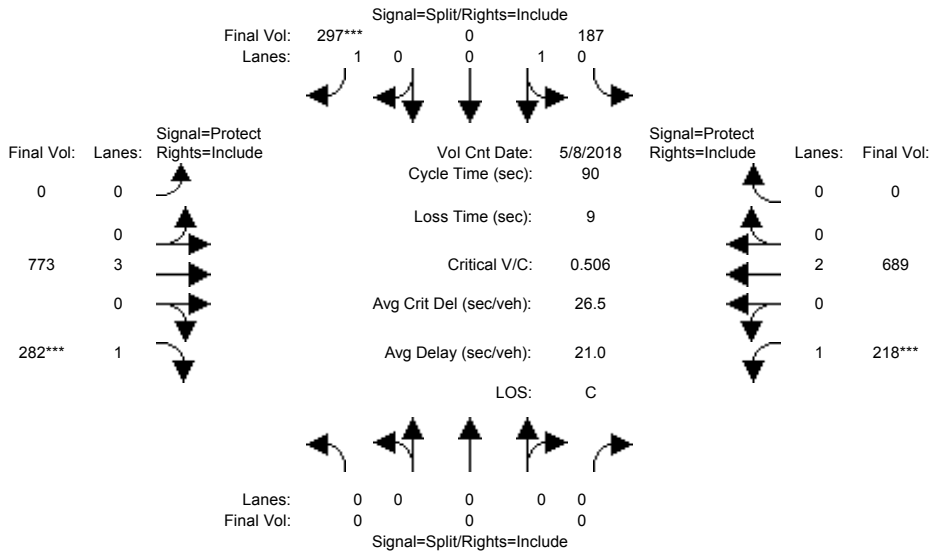 Signal=Split/Rights=Include
Final Vol: 297*** 0 187
Lanes: 1 0 0 1 0
Signal=Protect Signal=Protect
Final Vol: Lanes: Rights=Include Vol Cnt Date: 5/8/2018 Rights=Include Lanes: Final Vol:
Cycle Time (sec): 90
0 0 0 0
Loss Time (sec): 9
0 0
773 3 Critical V/C: 0.506 2 689
0 Avg Crit Del (sec/veh): 26.5 0
282*** 1 Avg Delay (sec/veh): 21.0 1 218***
LOS: C
Lanes: 0 0 0 0 0
Final Vol: 0 0 0
Signal=Split/Rights=Include